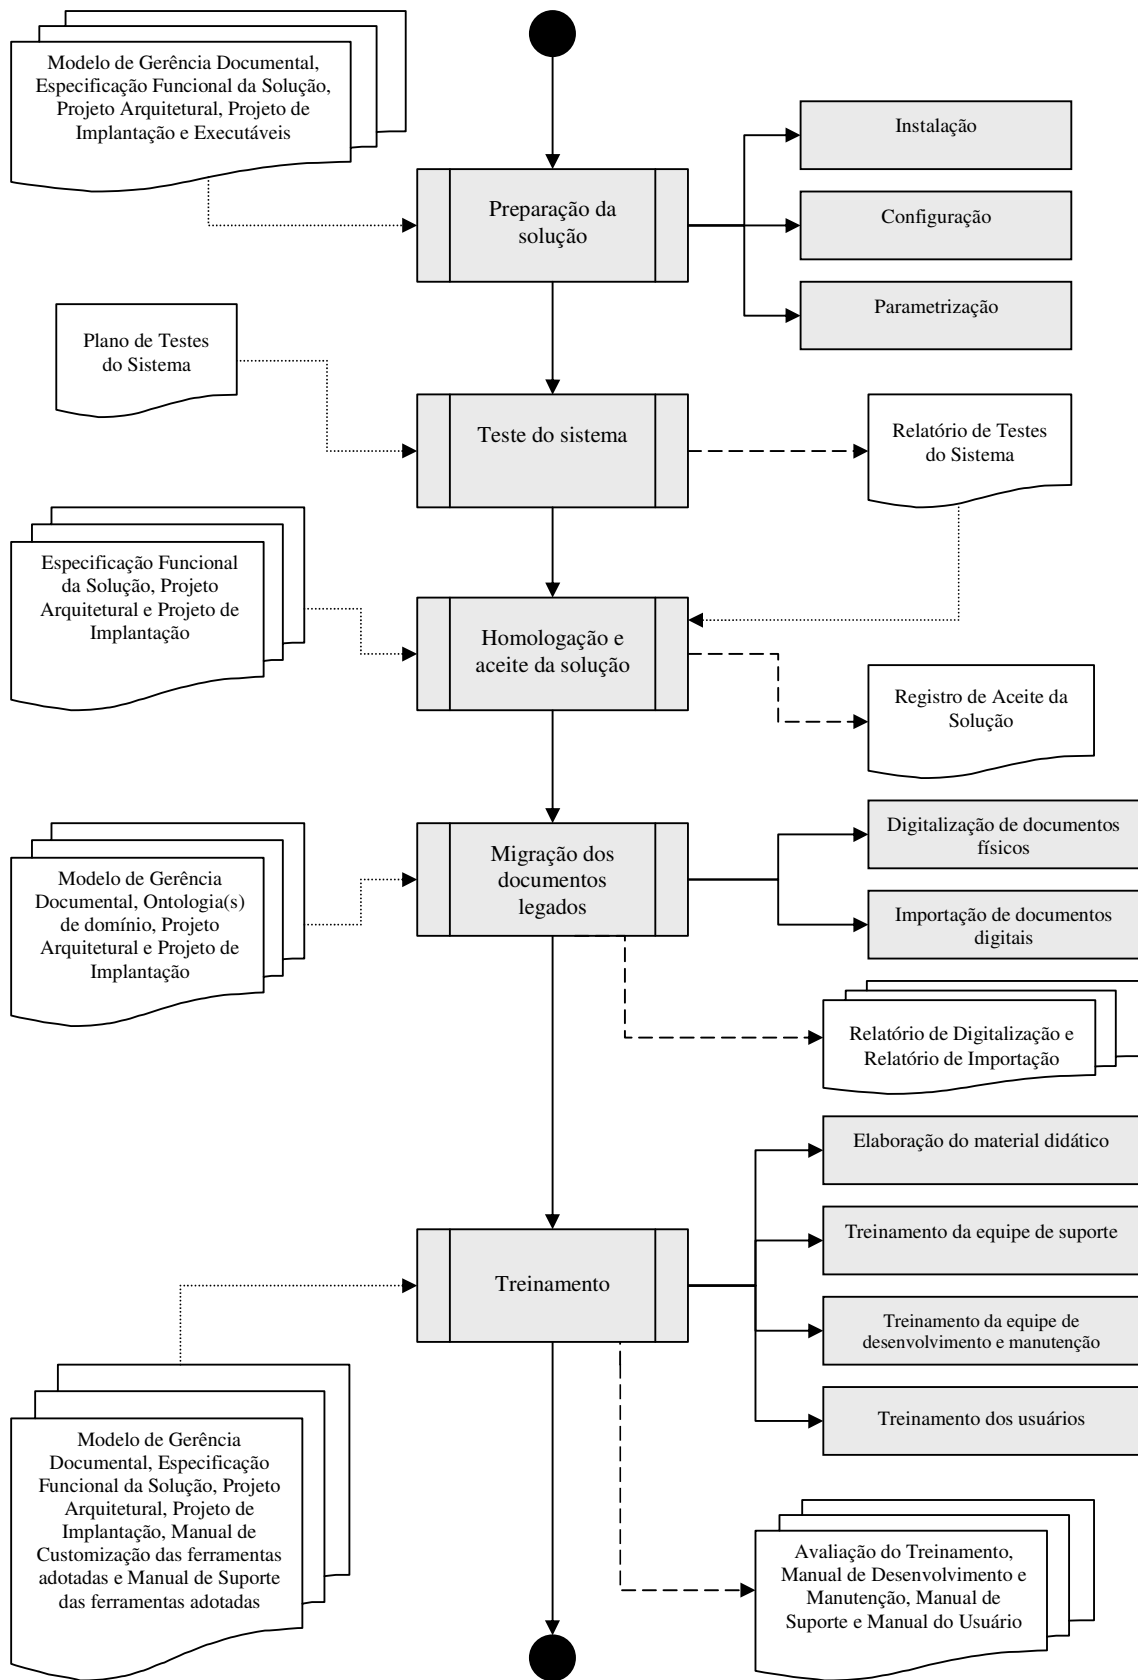 Modelo de Gerência Documental,
Especificação Funcional da Solução,
Projeto Arquitetural, Projeto de
Implantação e Executáveis
Instalação
Preparação da
solução
Configuração
Parametrização
Plano de Testes
do Sistema
Teste do sistema
Relatório de Testes
do Sistema
Especificação Funcional
da Solução, Projeto
Arquitetural e Projeto de
Implantação
Homologação e
aceite da solução
Registro de Aceite da
Solução
Modelo de Gerência
Documental, Ontologia(s)
de domínio, Projeto
Arquitetural e Projeto de
Implantação
Migração dos
documentos
legados
Digitalização de documentos
físicos
Importação de documentos
digitais
Relatório de Digitalização e
Relatório de Importação
Elaboração do material didático
Treinamento da equipe de suporte
Treinamento
Treinamento da equipe de
desenvolvimento e manutenção
Treinamento dos usuários
Modelo de Gerência
Documental, Especificação
Funcional da Solução, Projeto
Arquitetural, Projeto de
Implantação, Manual de
Customização das ferramentas
adotadas e Manual de Suporte
das ferramentas adotadas
Avaliação do Treinamento,
Manual de Desenvolvimento e
Manutenção, Manual de
Suporte e Manual do Usuário